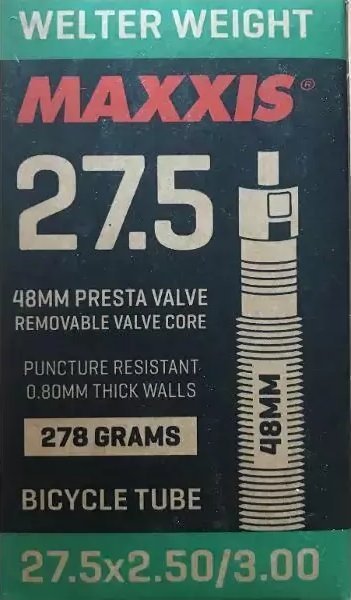 WELTER WEIGHT
MAXXIS®
27.5
48MM PRESTA VALVE
REMOVABLE VALVE CORE
PUNCTURE RESISTANT
0.80MM THICK WALLS
278 GRAMS
48MM
BICYCLE TUBE
27.5x2.50/3.00